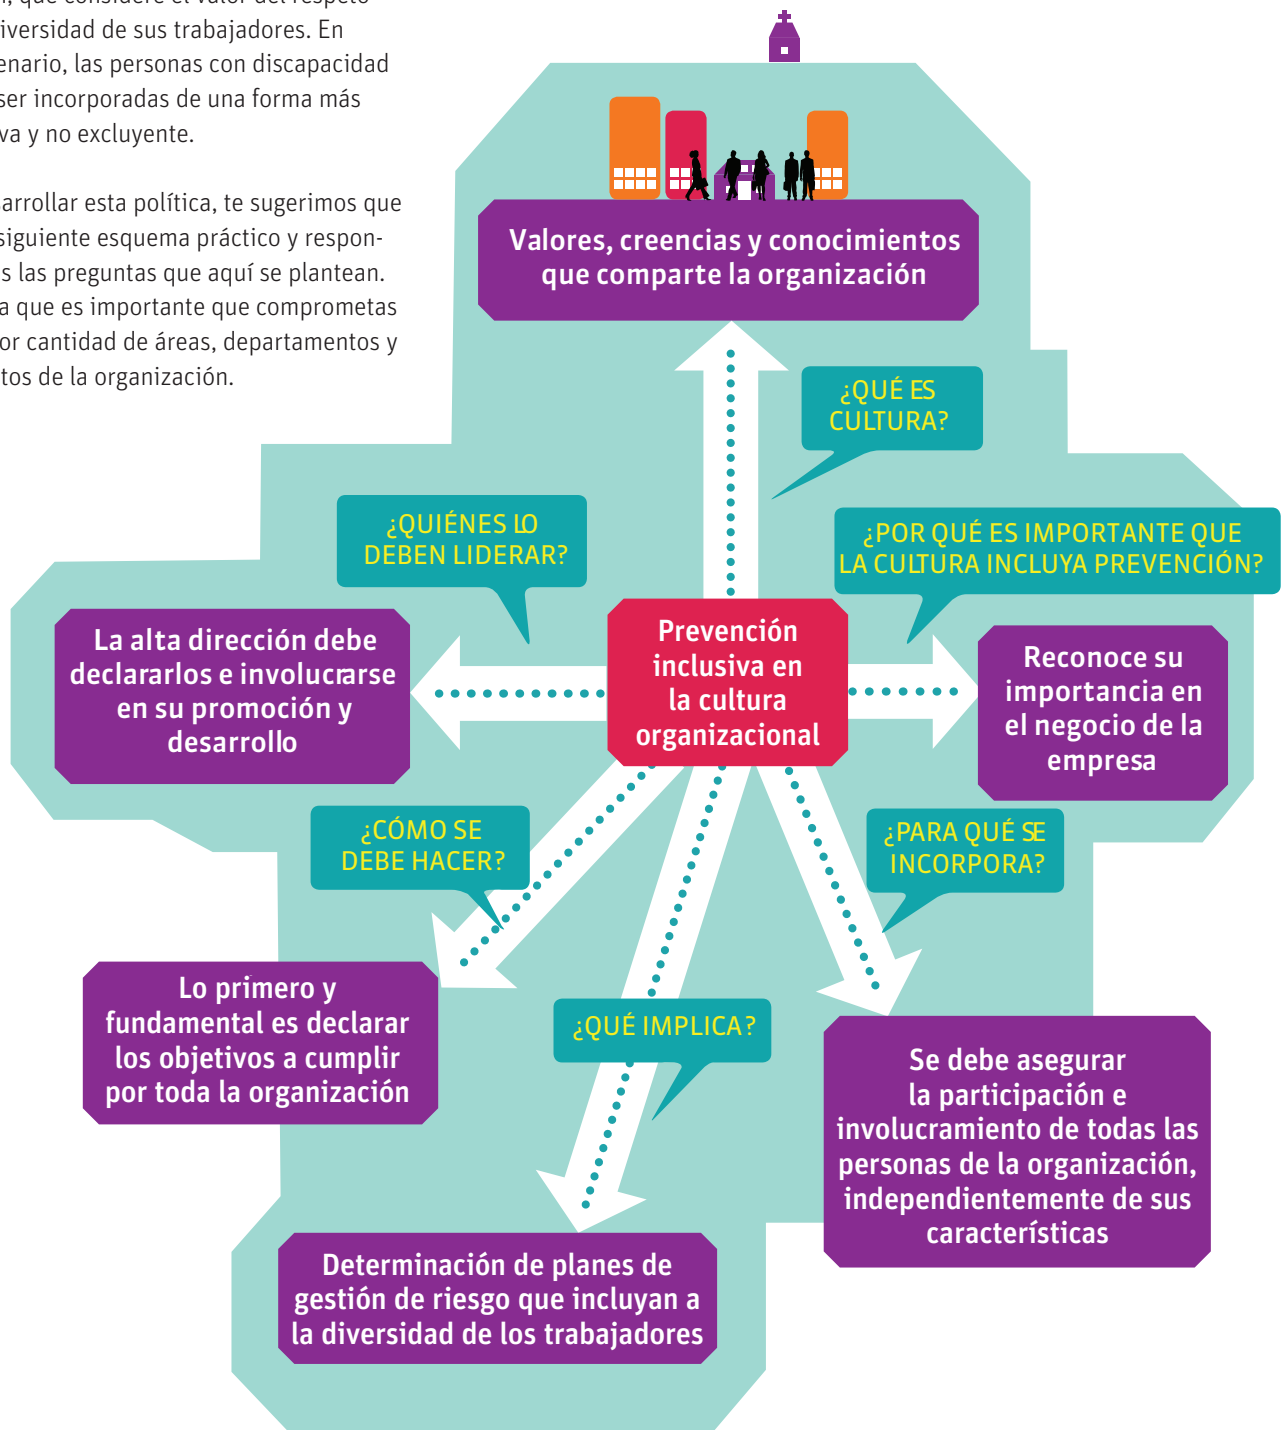 que considere el valor del respeto
diversidad de sus trabajadores. En
las personas con discapacidad
ser incorporadas de una forma más
y no excluyente.
esta política, te sugerimos que
siguiente esquema práctico y respon-
las preguntas que aquí se plantean.
que es importante que comprometas
cantidad de áreas, departamentos y
de la organización.
Valores, creencias y conocimientos
que comparte la organización
¿QUÉ ES
CULTURA?
¿QUIÉNES LO
DEBEN LIDERAR?
¿POR QUÉ ES IMPORTANTE QUE
LA CULTURA INCLUYA PREVENCIÓN?
La alta dirección debe
declararlos e involucrarse
en su promoción y
desarrollo
Prevención
inclusiva en
la cultura
organizacional
Reconoce su
importancia en
el negocio de la
empresa
¿CÓMO SE
DEBE HACER?
¿PARA QUÉ SE
INCORPORA?
Lo primero y
fundamental es declarar
los objetivos a cumplir
por toda la organización
¿QUÉ IMPLICA?
Se debe asegurar
la participación e
involucramiento de todas las
personas de la organización,
independientemente de sus
características
Determinación de planes de
gestión de riesgo que incluyan a
la diversidad de los trabajadores